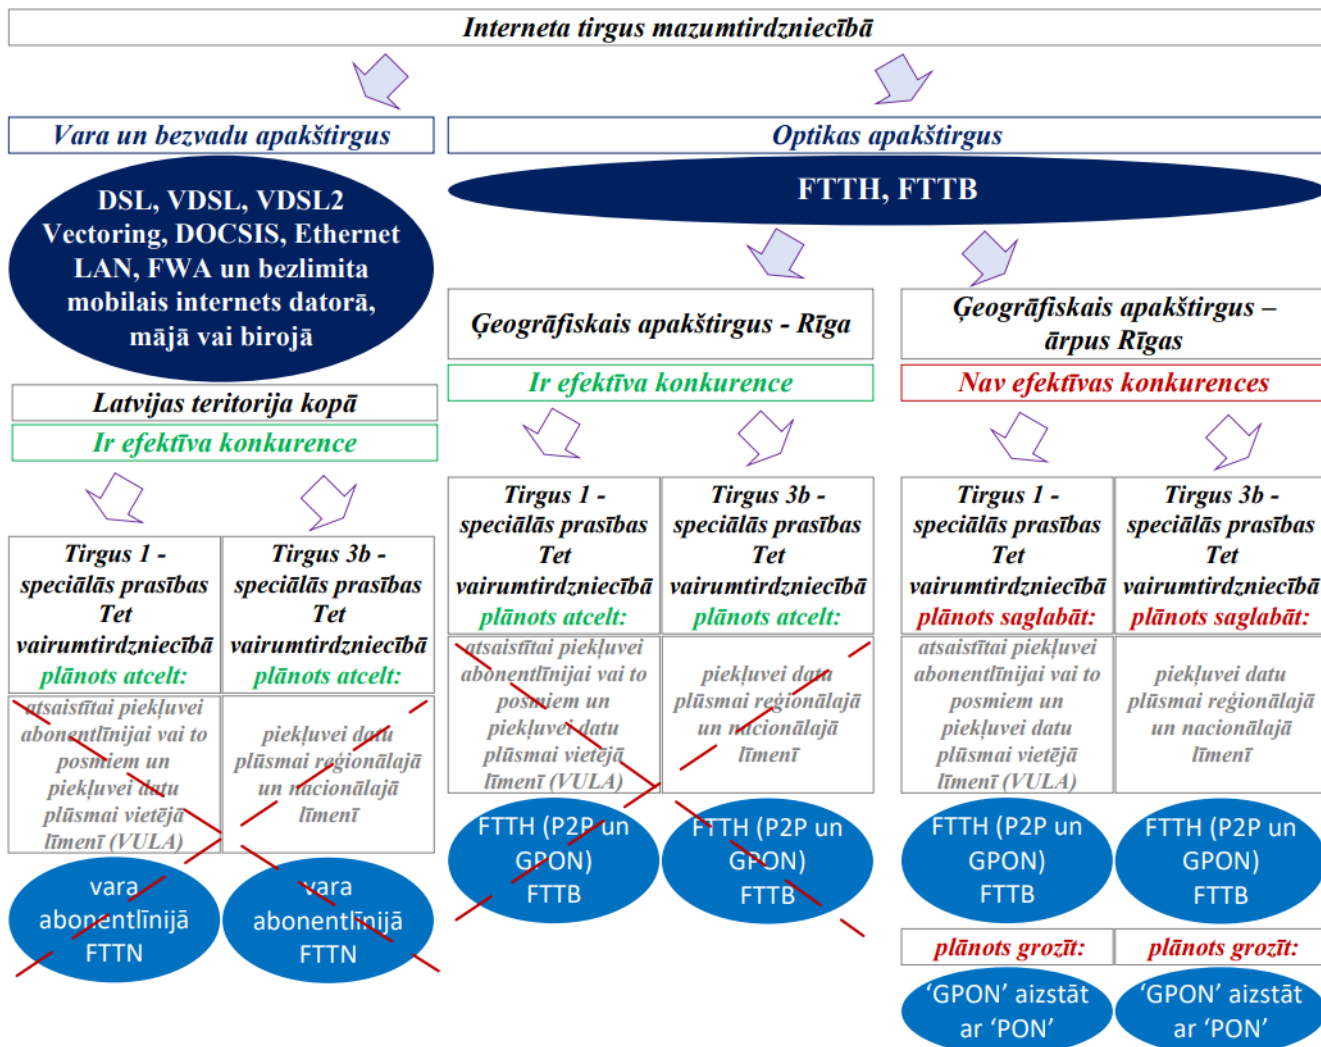 Interneta tirgus mazumtirdzniecībā
Vara un bezvadu apakštirgus
DSL, VDSL, VDSL2
Vectoring, DOCSIS, Ethernet
LAN, FWA un bezlimita
mobilais internets datorā,
mājā vai birojā
Latvijas teritorija kopā
Ir efektīva konkurence
Tirgus 1 -
speciālās prasības
Tet
vairumtirdzniecībā
plānots atcelt:
atsaistītai piekļuvei
abonentlīnijai vai to
posmiem un
piekļuvei datu
plūsmai vietējā
līmenī (VULA)
vara
abonentlīnijā
FTTN
Tirgus 3b -
speciālās prasības
Tet
vairumtirdzniecībā
plānots atcelt:
piekļuvei datu
plūsmai reģionālajā
un nacionālajā
līmenī
vara
abonentlīnijā
FTTN
Optikas apakštirgus
FTTH, FTTB
Ģeogrāfiskais apakštirgus - Rīga
Ir efektīva konkurence
Tirgus 1 -
speciālās prasības
Tet
vairumtirdzniecībā
plānots atcelt:
atsaistītai piekļuvei
abonentlīnijai vai to
posmiem un
piekļuvei datu
plūsmai vietējā
līmenī (VULA)
FTTH (P2P un
GPON)
FTTB
Tirgus 3b -
speciālās prasības
Tet
vairumtirdzniecībā
plānots atcelt:
piekļuvei datu
plūsmai reģionālajā
un nacionālajā
līmenī
FTTH (P2P un
GPON)
FTTB
Ģeogrāfiskais apakštirgus –
ārpus Rīgas
Nav efektīvas konkurences
Tirgus 1 -
speciālās prasības
Tet
vairumtirdzniecībā
plānots saglabāt:
atsaistītai piekļuvei
abonentlīnijai vai to
posmiem un
piekļuvei datu
plūsmai vietējā
līmenī (VULA)
FTTH (P2P un
GPON)
FTTB
plānots grozīt:
‘GPON’ aizstāt
ar ‘PON’
Tirgus 3b -
speciālās prasības
Tet
vairumtirdzniecībā
plānots saglabāt:
piekļuvei datu
plūsmai reģionālajā
un nacionālajā
līmenī
FTTH (P2P un
GPON)
FTTB
plānots grozīt:
‘GPON’ aizstāt
ar ‘PON’